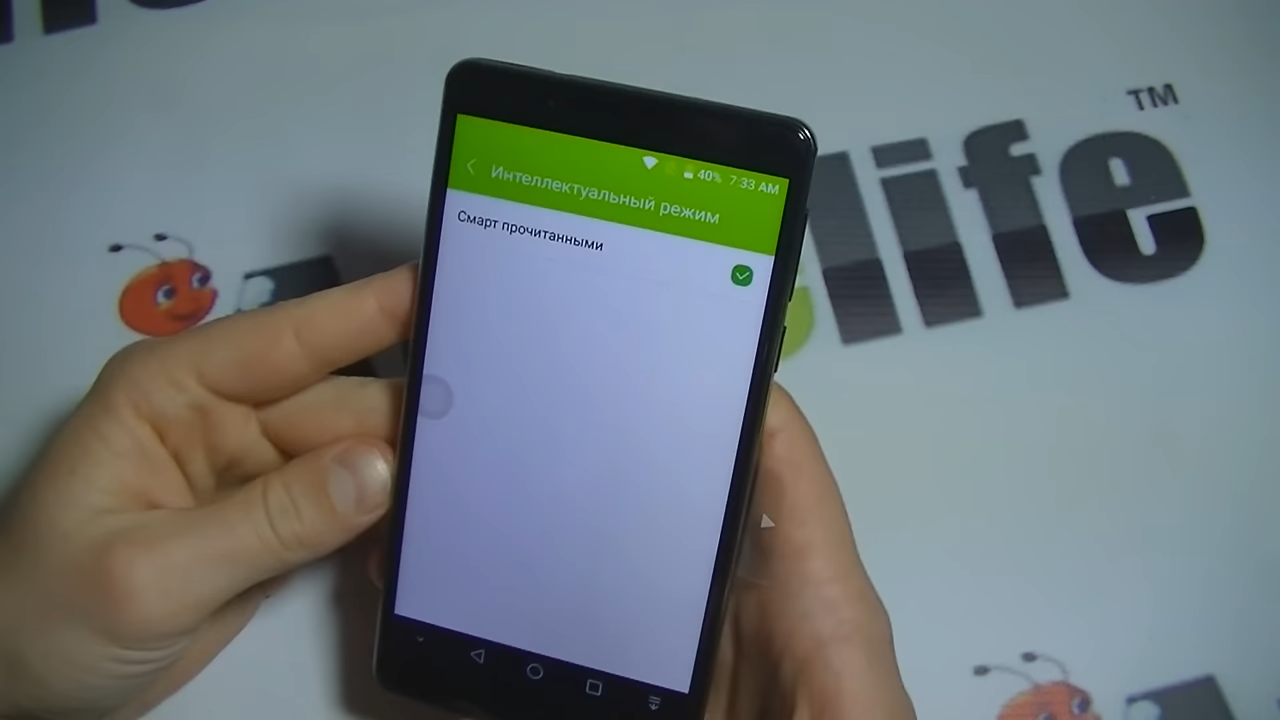 TM
life
40% 7:33 AM
Интеллектуальный режим
Смарт прочитанными